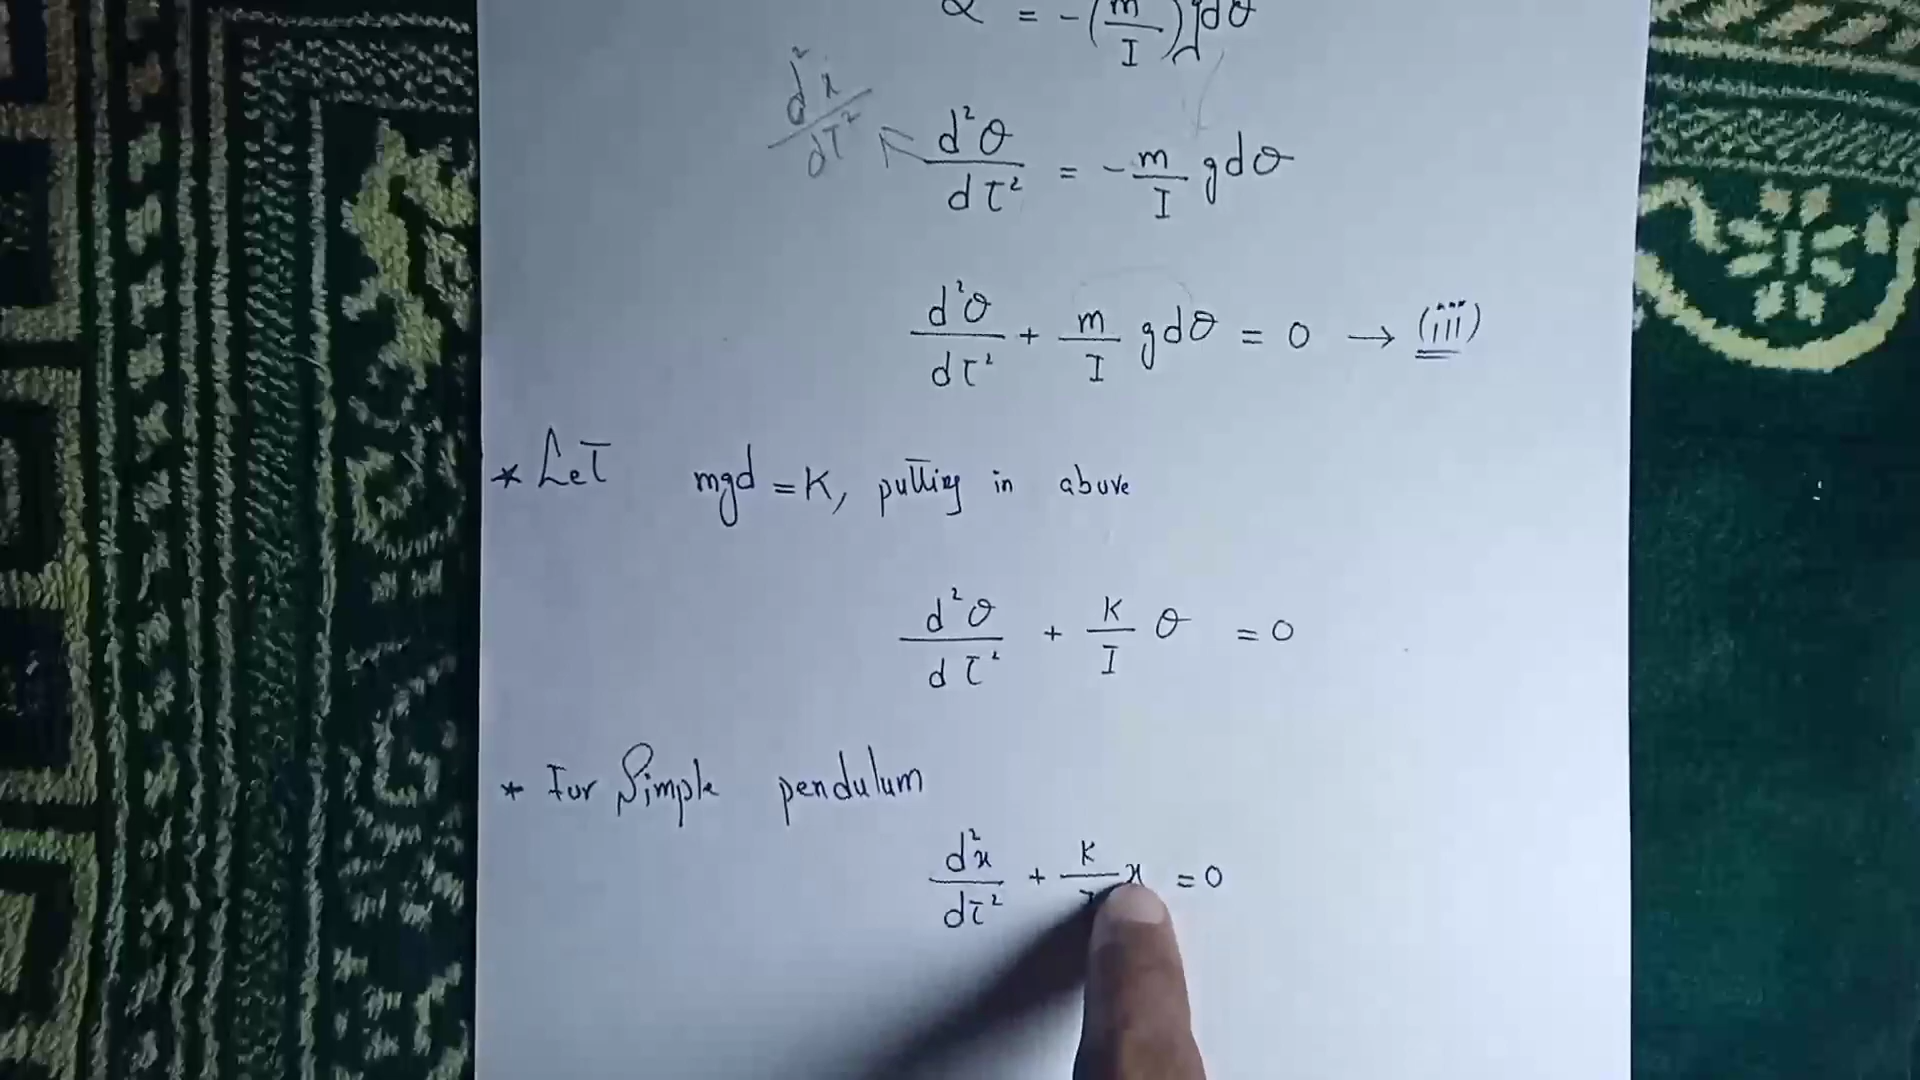 α = -(m/I)gdθ
d²x/dt²
d²θ/dt² = -m/I gdθ
d²θ/dt² + m/I gdθ = 0 → (iii)
* Let mgd = K, putting in above
d²θ/dt² + K/I θ = 0
* For Simple pendulum
d²x/dt² + K/I x = 0